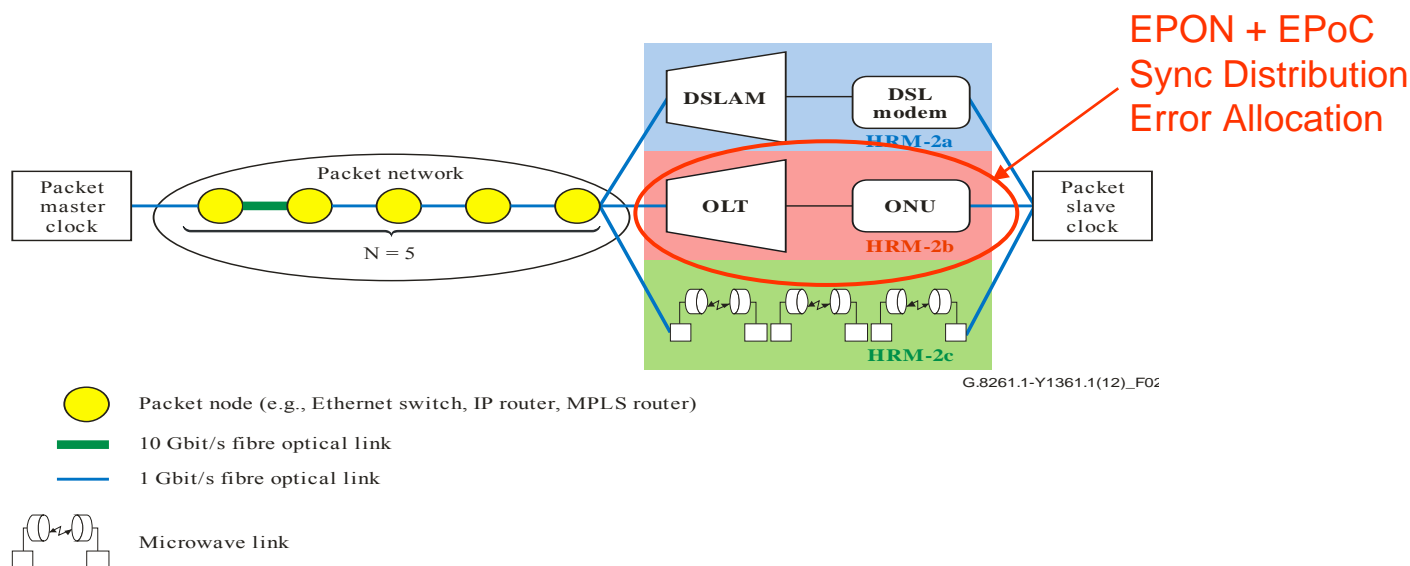 EPON + EPoC
Sync Distribution
Error Allocation
DSLAM
DSL
modem
HRM-2a
Packet
master
clock
Packet network
N = 5
OLT
ONU
HRM-2b
Packet
slave
clock
HRM-2c
G.8261.1-Y1361.1(12)_F02
Packet node (e.g., Ethernet switch, IP router, MPLS router)
10 Gbit/s fibre optical link
1 Gbit/s fibre optical link
Microwave link